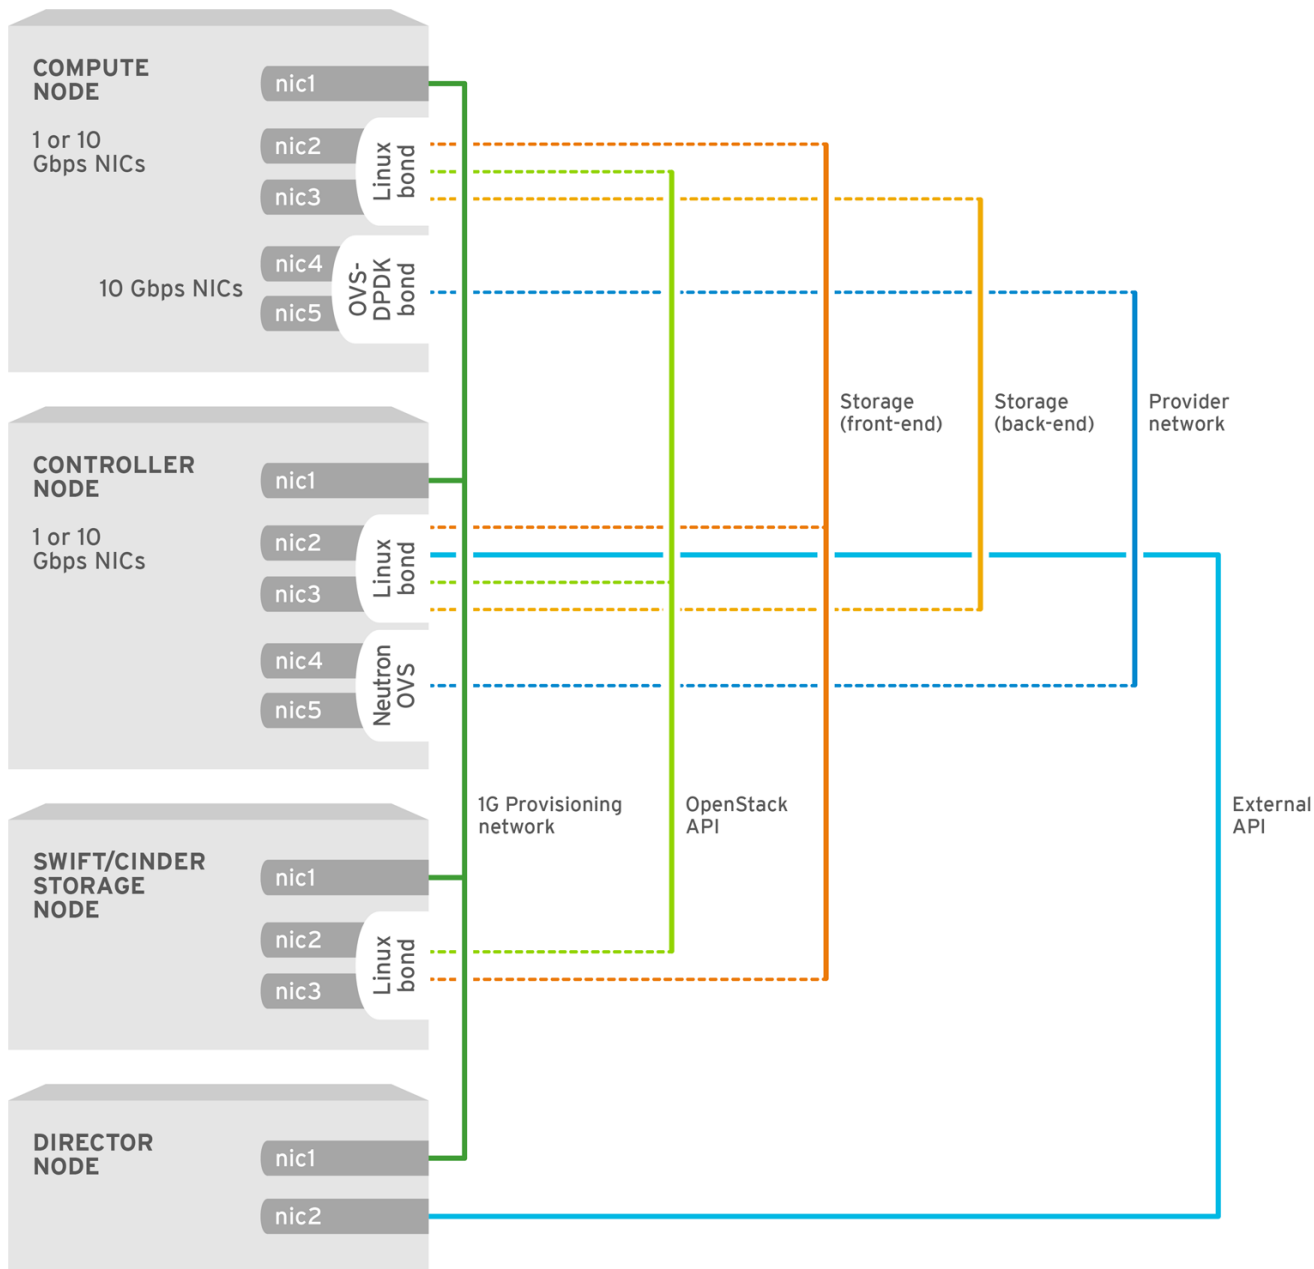 COMPUTE
NODE
1 or 10
Gbps NICs
10 Gbps NICs
nic1
nic2
nic3
Linux
bond
nic4
nic5
OVS-
DPDK
bond
Storage
(front-end)
Storage
(back-end)
Provider
network
CONTROLLER
NODE
1 or 10
Gbps NICs
nic1
nic2
nic3
Linux
bond
nic4
nic5
Neutron
OVS
1G Provisioning
network
OpenStack
API
External
API
SWIFT/CINDER
STORAGE
NODE
nic1
nic2
nic3
Linux
bond
DIRECTOR
NODE
nic1
nic2